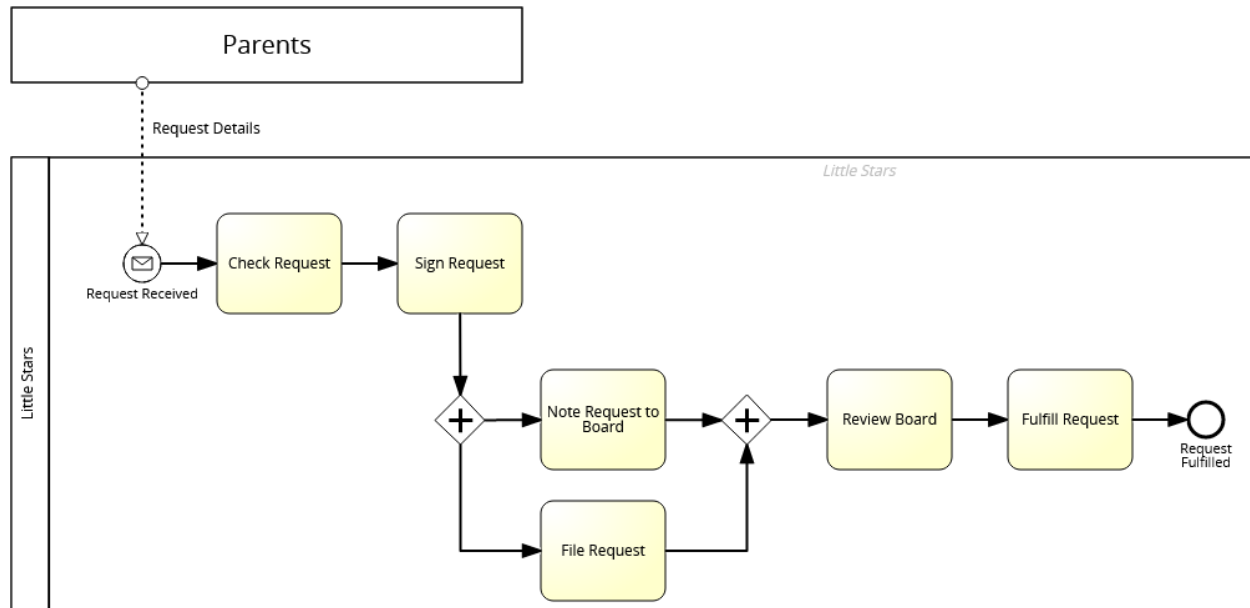 Parents
Request Details
Little Stars
Little Stars
Check Request
Sign Request
Request Received
Note Request to
Board
Review Board
Fulfill Request
Request
Fulfilled
File Request